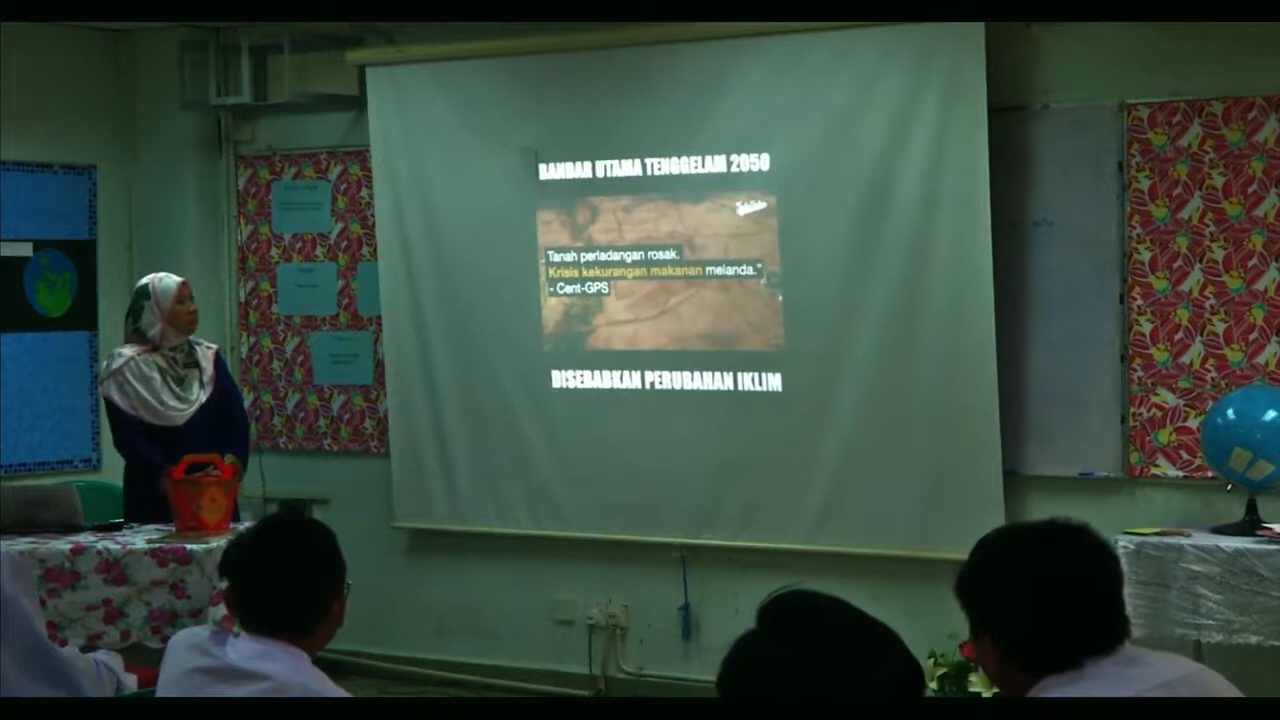 BANDAR UTAMA TENGGELAM 2050
Tanah perladangan rosak.
Krisis kekurangan makanan melanda."
- Cent-GPS
DISEBABKAN PERUBAHAN IKLIM